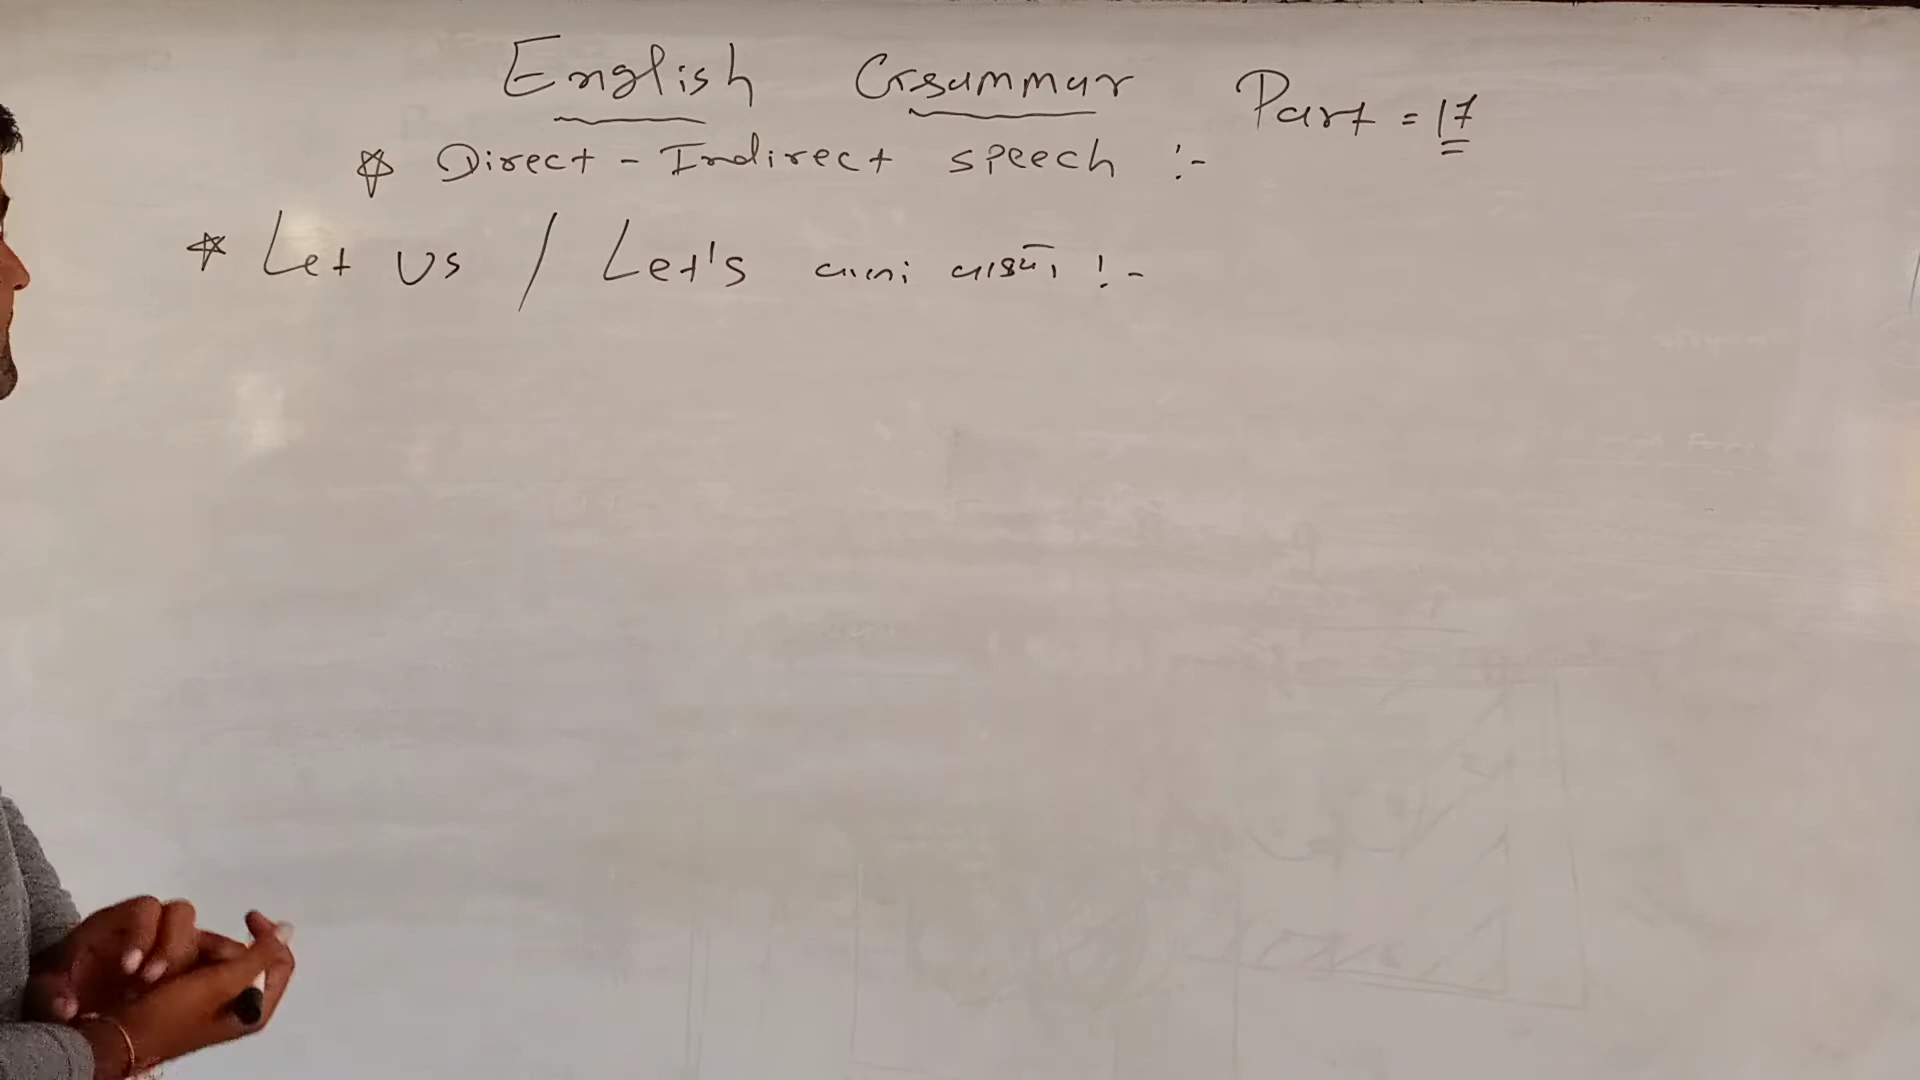 English Grammar Part = 17
* Direct - Indirect speech :-
* Let us / Let's વાળાં વાક્યો :-